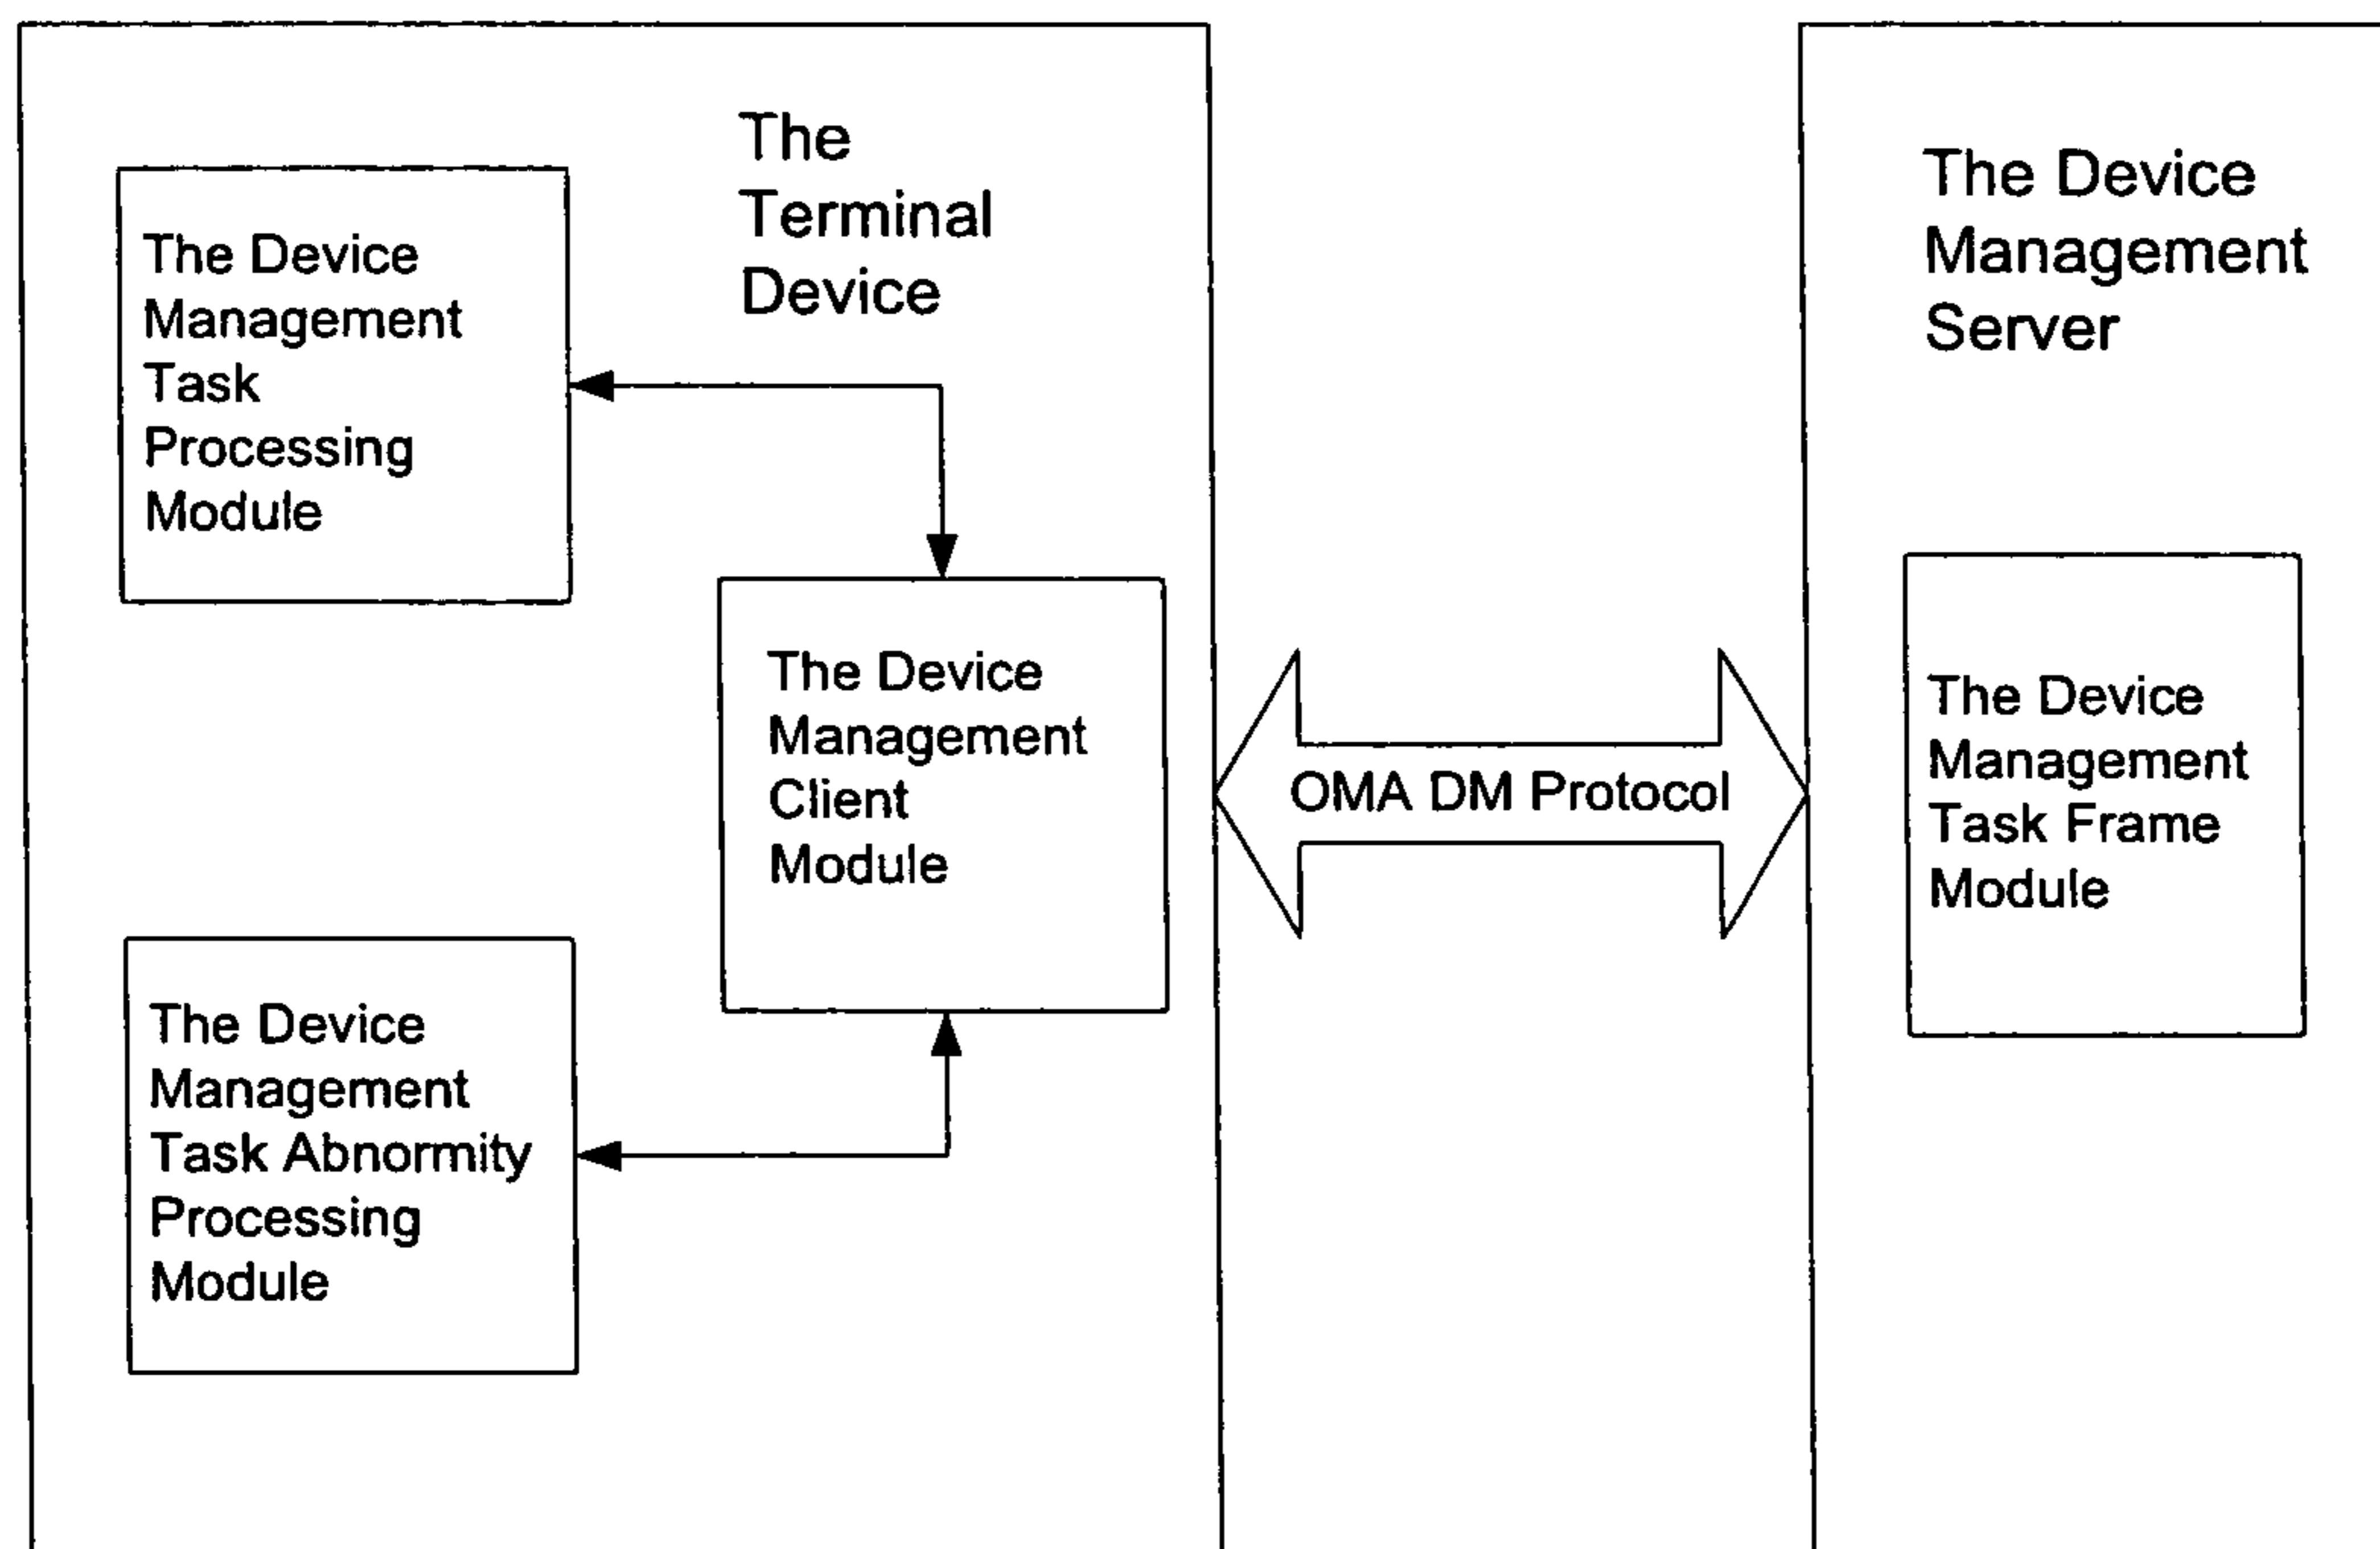 The
Terminal
Device
The Device
Management
Task
Processing
Module
The Device
Management
Client
Module
The Device
Management
Task Abnormity
Processing
Module
OMA DM Protocol
The Device
Management
Server
The Device
Management
Task Frame
Module